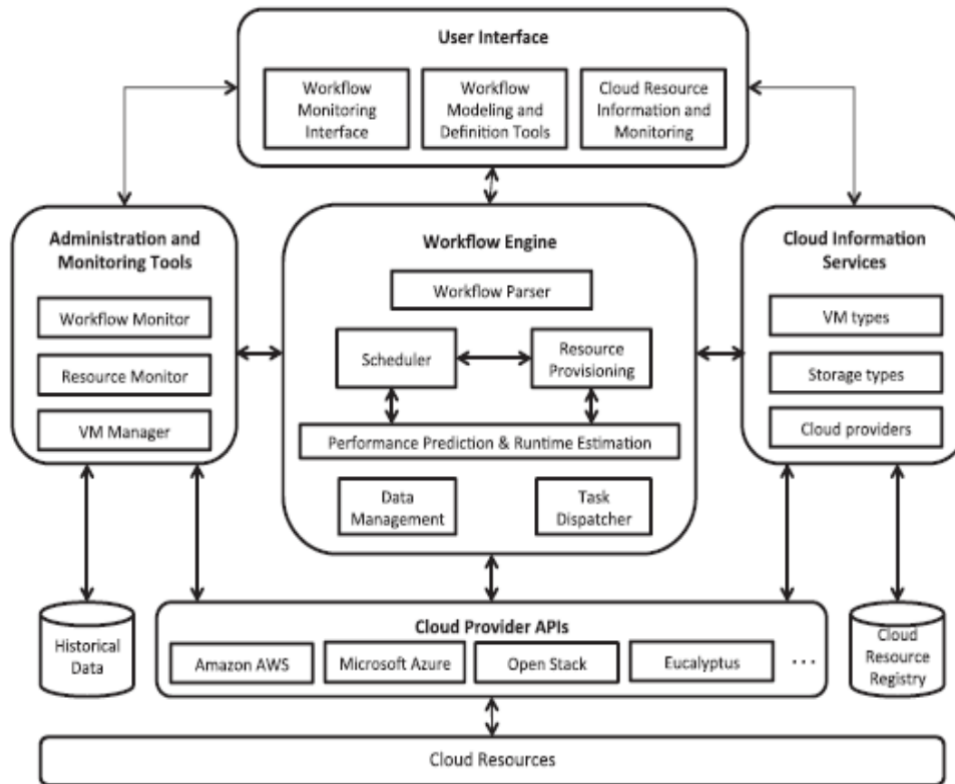 User Interface
Workflow
Monitoring
Interface
Workflow
Modeling and
Definition Tools
Cloud Resource
Information and
Monitoring
Administration and
Monitoring Tools
Workflow Monitor
Resource Monitor
VM Manager
Workflow Engine
Workflow Parser
Scheduler
Resource
Provisioning
Performance Prediction & Runtime Estimation
Data
Management
Task
Dispatcher
Cloud Information
Services
VM types
Storage types
Cloud providers
Historical
Data
Cloud Provider APIs
Amazon AWS
Microsoft Azure
Open Stack
Eucalyptus
...
Cloud
Resource
Registry
Cloud Resources